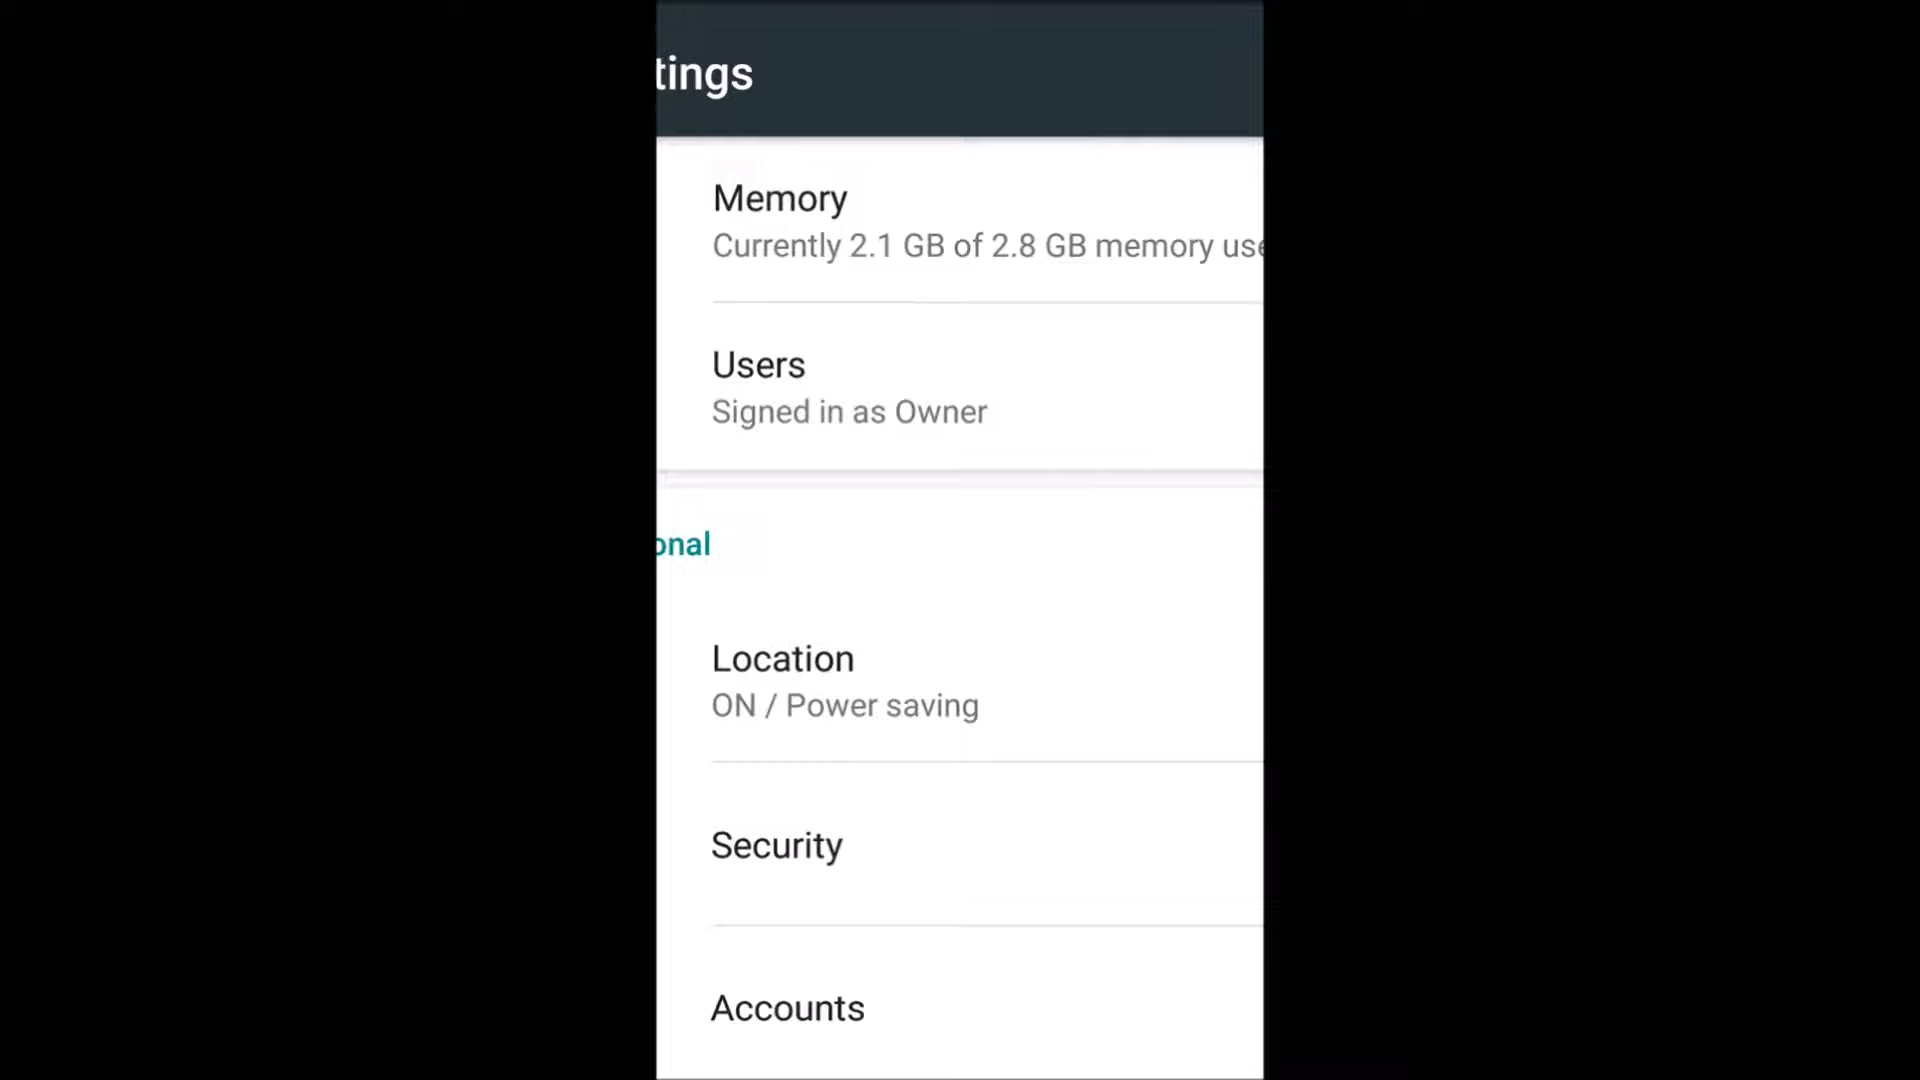 tings
Memory
Currently 2.1 GB of 2.8 GB memory use
Users
Signed in as Owner
onal
Location
ON / Power saving
Security
Accounts